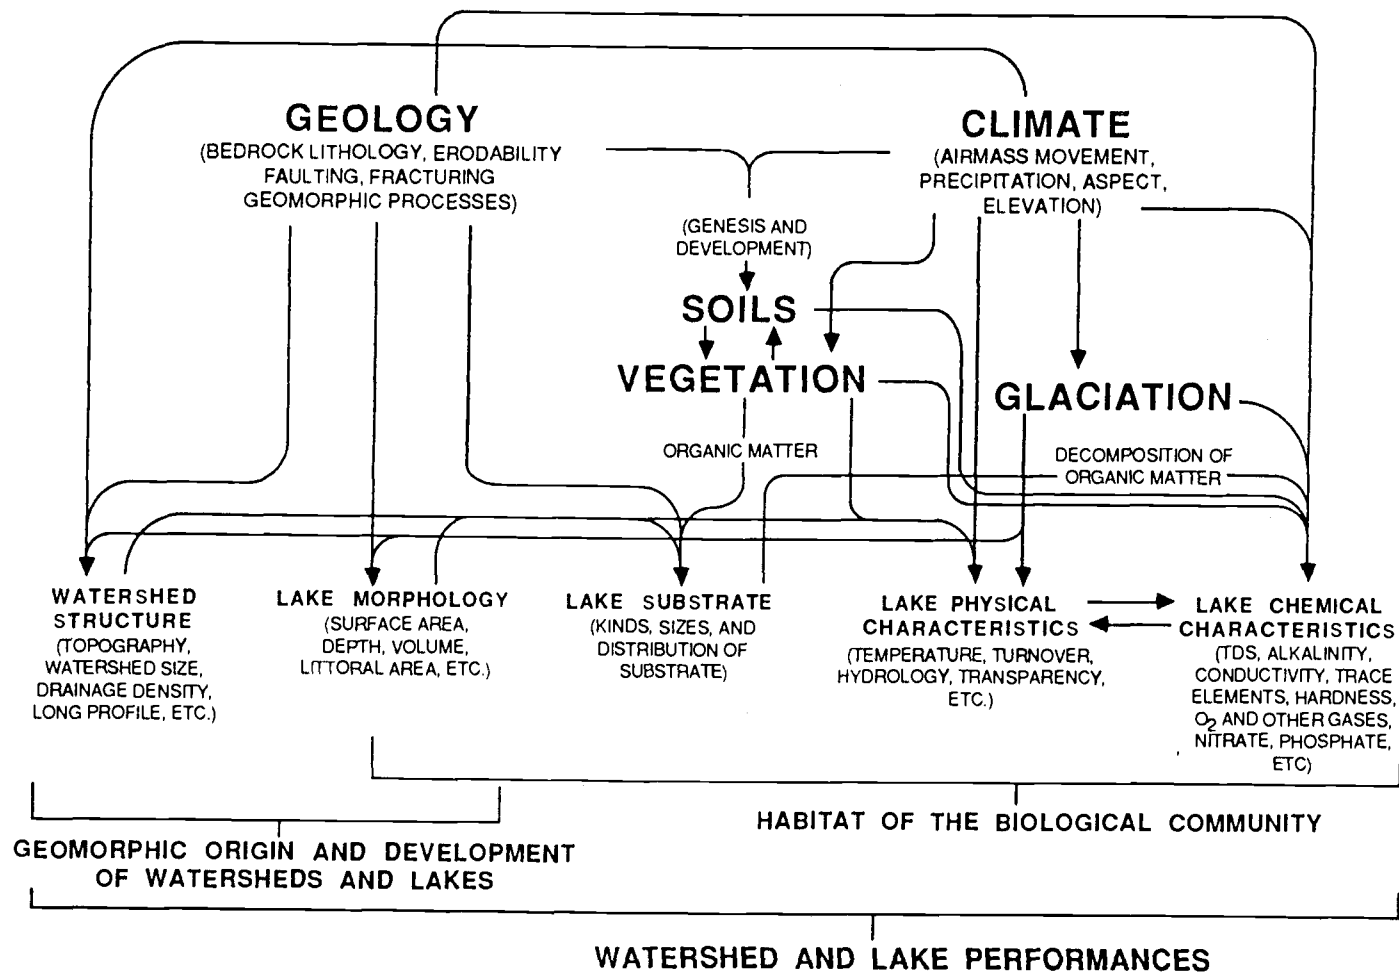 GEOLOGY
(BEDROCK LITHOLOGY, ERODABILITY
FAULTING, FRACTURING
GEOMORPHIC PROCESSES)
CLIMATE
(AIRMASS MOVEMENT,
PRECIPITATION, ASPECT,
ELEVATION)
(GENESIS AND
DEVELOPMENT)
SOILS
VEGETATION
GLACIATION
ORGANIC MATTER
DECOMPOSITION OF
ORGANIC MATTER
WATERSHED
STRUCTURE
(TOPOGRAPHY,
WATERSHED SIZE,
DRAINAGE DENSITY,
LONG PROFILE, ETC.)
LAKE MORPHOLOGY
(SURFACE AREA,
DEPTH, VOLUME,
LITTORAL AREA, ETC.)
LAKE SUBSTRATE
(KINDS, SIZES, AND
DISTRIBUTION OF
SUBSTRATE)
LAKE PHYSICAL
CHARACTERISTICS
(TEMPERATURE, TURNOVER,
HYDROLOGY, TRANSPARENCY,
ETC.)
LAKE CHEMICAL
CHARACTERISTICS
(TDS, ALKALINITY,
CONDUCTIVITY, TRACE
ELEMENTS, HARDNESS,
O2 AND OTHER GASES,
NITRATE, PHOSPHATE,
ETC)
HABITAT OF THE BIOLOGICAL COMMUNITY
GEOMORPHIC ORIGIN AND DEVELOPMENT
OF WATERSHEDS AND LAKES
WATERSHED AND LAKE PERFORMANCES